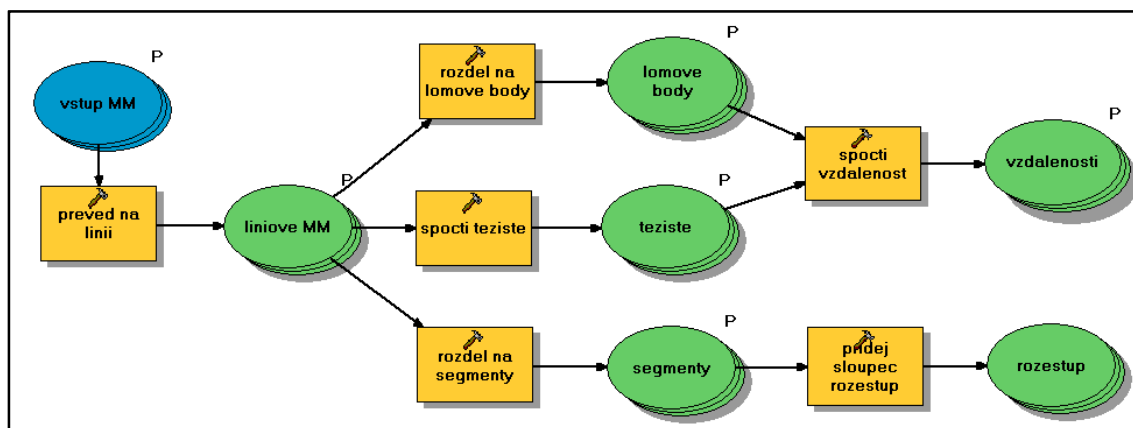 P
vstup MM
preved na
linii
P
liniove MM
rozdel na
lomove body
P
lomove
body
spocti teziste
P
teziste
spocti
vzdalenost
P
vzdalenosti
rozdel na
segmenty
P
segmenty
pridej
sloupec
rozestup
P
rozestup